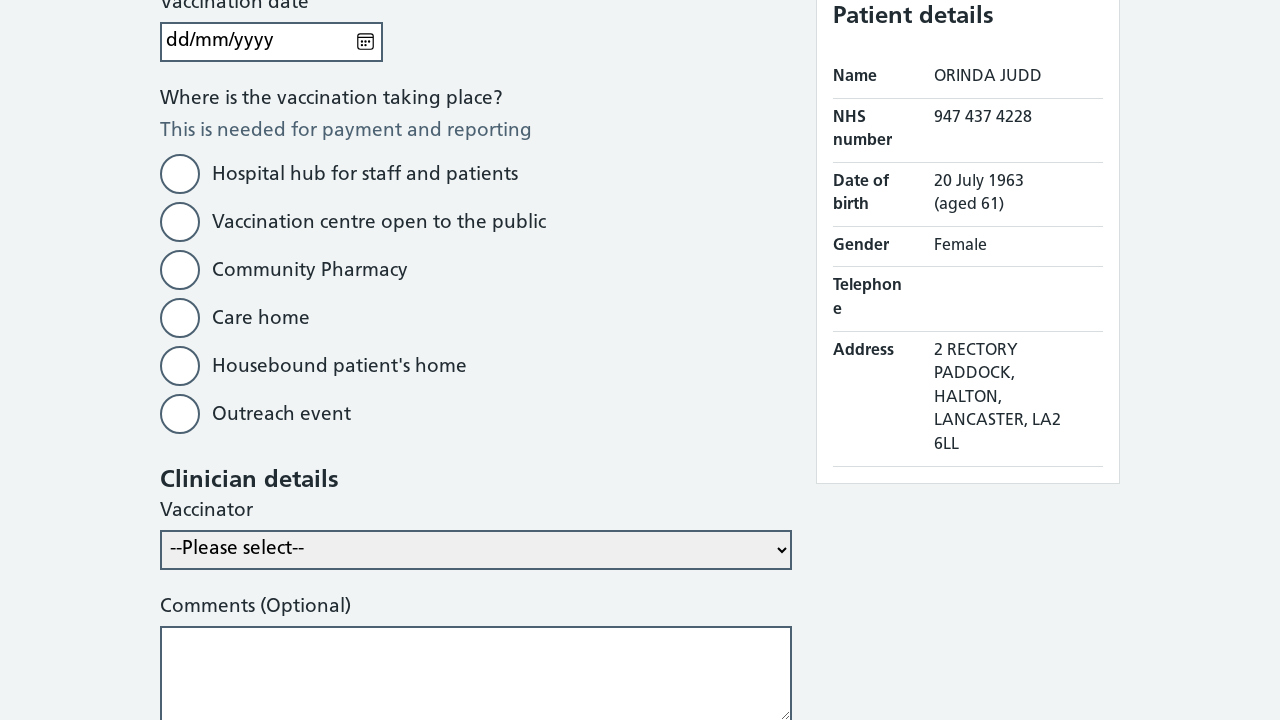 Vaccination date
dd/mm/yyyy
Where is the vaccination taking place?
This is needed for payment and reporting
Hospital hub for staff and patients
Vaccination centre open to the public
Community Pharmacy
Care home
Housebound patient's home
Outreach event
Clinician details
Vaccinator
--Please select--
Comments (Optional)
Patient details
Name ORINDA JUDD
NHS number 947 437 4228
Date of birth 20 July 1963
(aged 61)
Gender Female
Telephon
e
Address 2 RECTORY
PADDOCK,
HALTON,
LANCASTER, LA2
6LL